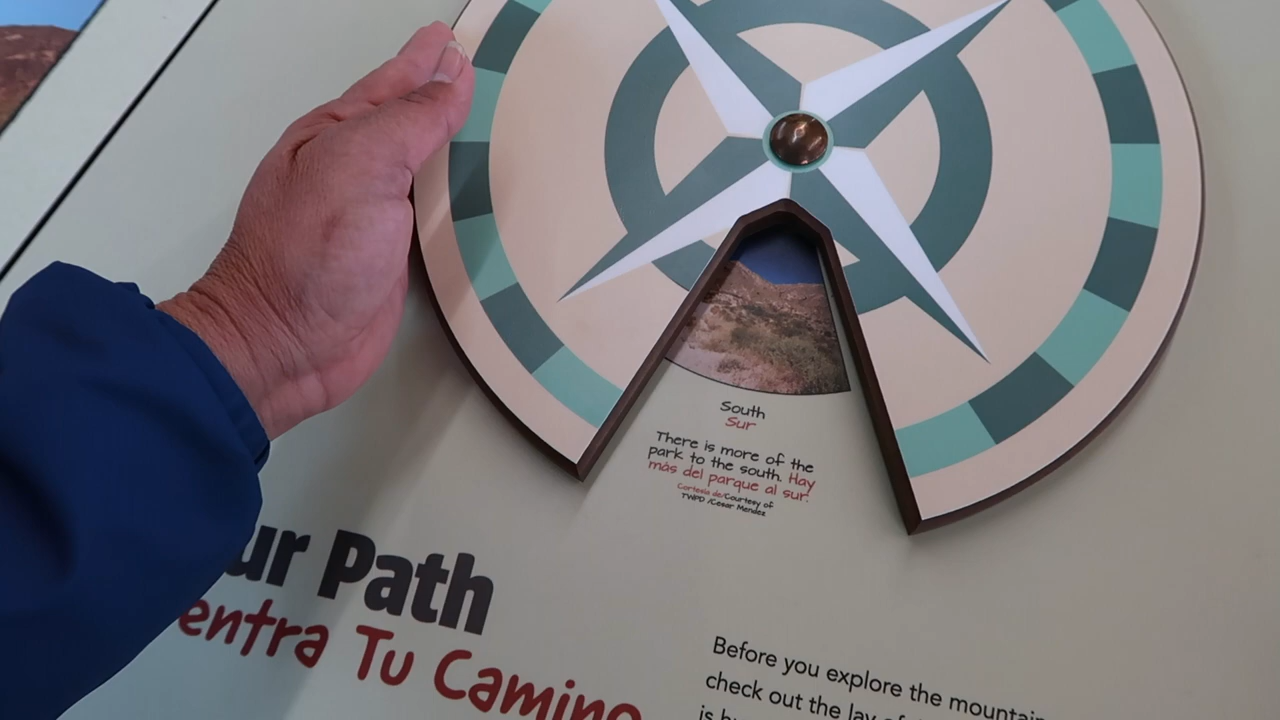 South
Sur
There is more of the
park to the south. Hay
más del parque al sur.
Cortesía de/Courtesy of
TWPD /Cesar Mendez
ur Path
entra Tu Camino
Before you explore the mountain
check out the lay of
is